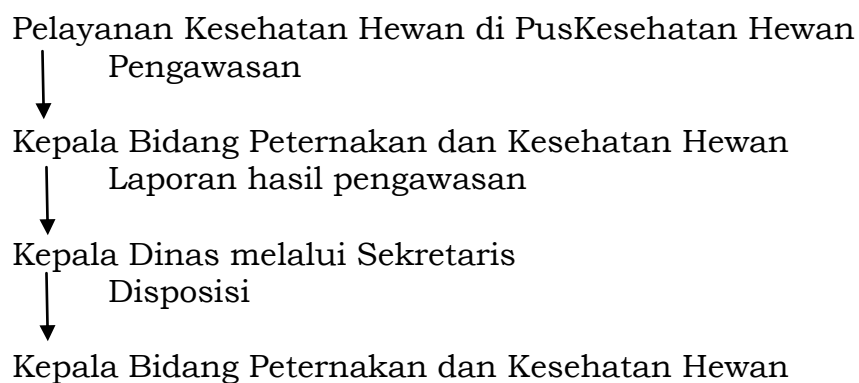 Pelayanan Kesehatan Hewan di PusKesehatan Hewan
Pengawasan
Kepala Bidang Peternakan dan Kesehatan Hewan
Laporan hasil pengawasan
Kepala Dinas melalui Sekretaris
Disposisi
Kepala Bidang Peternakan dan Kesehatan Hewan